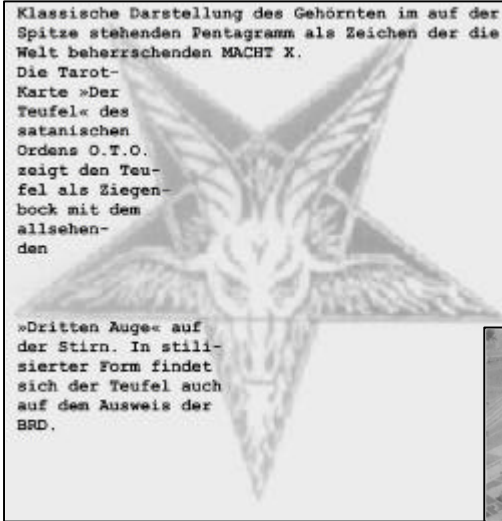 Klassische Darstellung des Gehörnten im auf der
Spitze stehenden Pentagramm als Zeichen der die
Welt beherrschenden MACHT X.
Die Tarot-
Karte »Der
Teufel« des
satanischen
Ordens O.T.O.
zeigt den Teu-
fel als Ziegen-
bock mit dem
allsehen-
den
»Dritten Auge« auf
der Stirn. In stili-
sierter Form findet
sich der Teufel auch
auf dem Ausweis der
BRD.